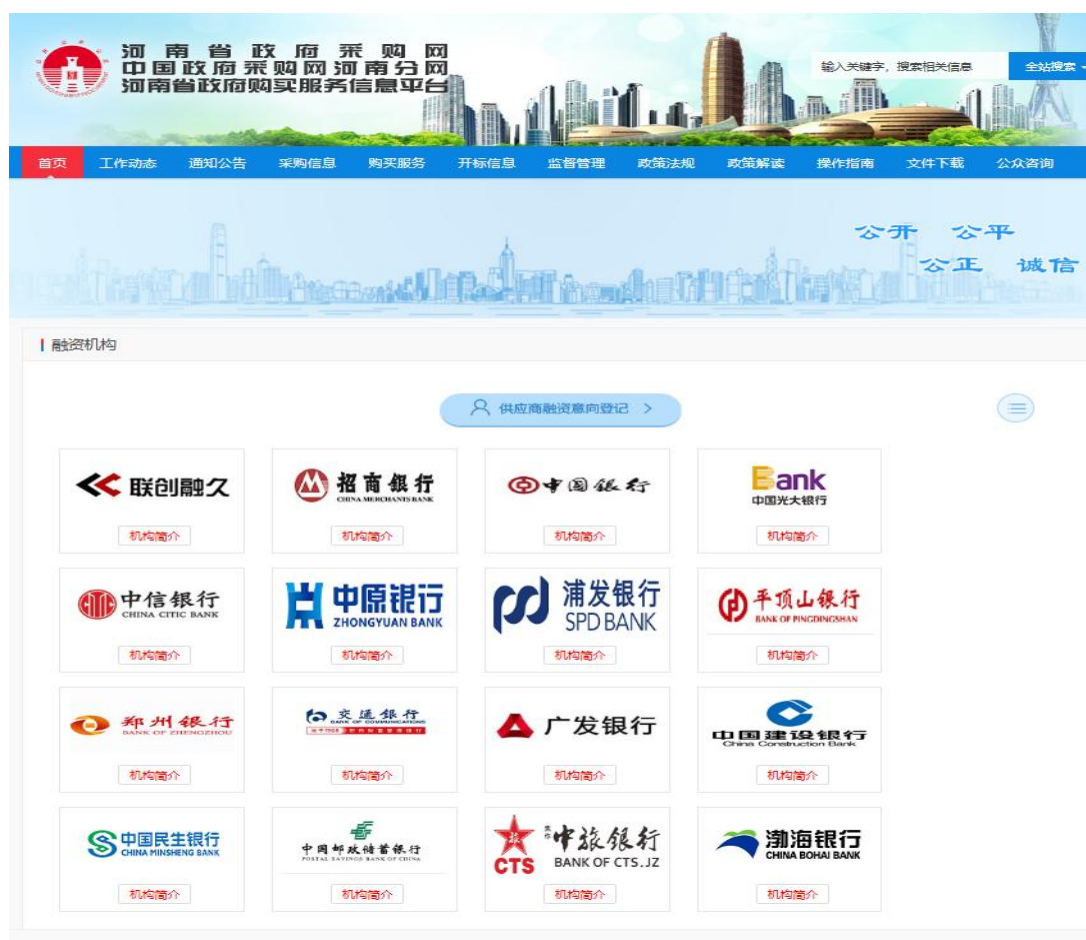 河南省政府采购网
中国政府采购网河南分网
河南省政府购买服务信息平台
输入关键字，搜索相关信息 全站搜索
首页 工作动态 通知公告 采购信息 购买服务 开标信息 监督管理 政策法规 政策解读 操作指南 文件下载 公众咨询
公开 公平
公正 诚信
融资机构
供应商融资意向登记 >
联创融久 招商银行 中国银行 Bank
CHINA MERCHANTS BANK 中国光大银行
机构简介 机构简介 机构简介 机构简介
中信银行 中原银行 浦发银行 平顶山银行
CHINA CITIC BANK ZHONGYUAN BANK SPD BANK BANK OF PINGDINGSHAN
机构简介 机构简介 机构简介 机构简介
郑州银行 交通银行 广发银行 中国建设银行
BANK OF ZHENGZHOU BANK OF COMMUNICATIONS China Construction Bank
机构简介 机构简介 机构简介 机构简介
中国民生银行 中国邮政储蓄银行 焦作中旅银行 渤海银行
CHINA MINSHENG BANK POSTAL SAVINGS BANK OF CHINA CTS BANK OF CTS.JZ CHINA BOHAI BANK
机构简介 机构简介 机构简介 机构简介